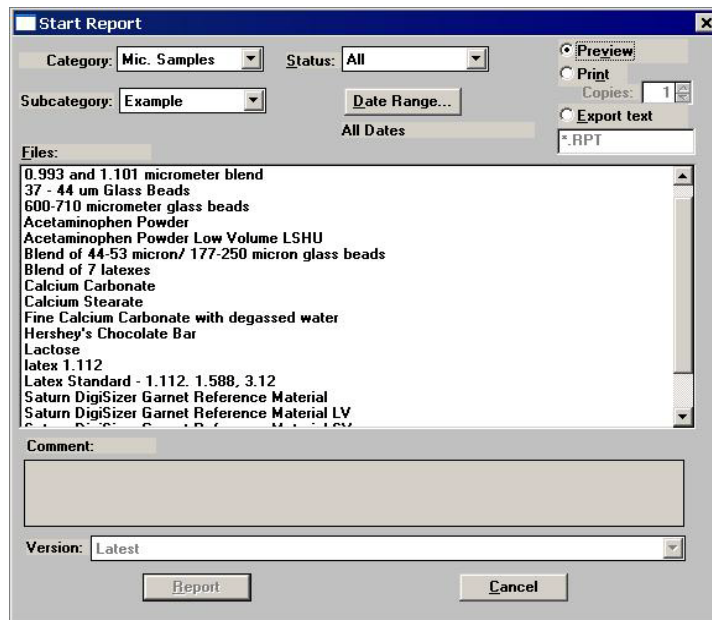 Start Report
Category: Mic. Samples Status: All Preview
Print
Copies: 1
Subcategory: Example Date Range... Export text
All Dates *.RPT
Files:
0.993 and 1.101 micrometer blend
37 - 44 um Glass Beads
600-710 micrometer glass beads
Acetaminophen Powder
Acetaminophen Powder Low Volume LSHU
Blend of 44-53 micron/ 177-250 micron glass beads
Blend of 7 latexes
Calcium Carbonate
Calcium Stearate
Fine Calcium Carbonate with degassed water
Hershey's Chocolate Bar
Lactose
latex 1.112
Latex Standard - 1.112. 1.588, 3.12
Saturn DigiSizer Garnet Reference Material
Saturn DigiSizer Garnet Reference Material LV
Comment:
Version: Latest
Report Cancel